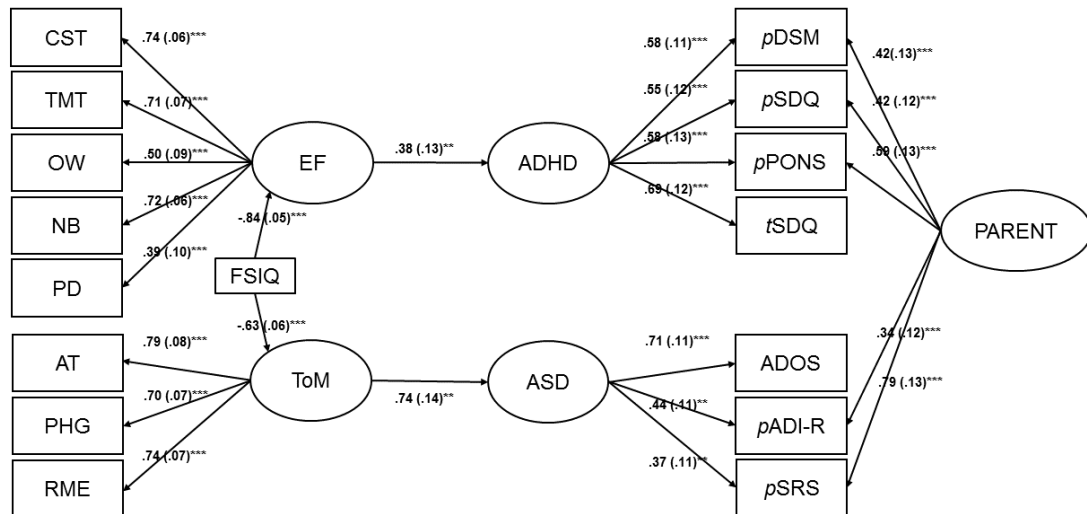 CST
.74 (.06)***
.58 (.11)***
pDSM
.42(.13)**
TMT
.71 (.07)***
.55 (.12)***
pSDQ
.42 (.12)***
OW
.50 (.09)***
EF
.38 (.13)**
ADHD
.58 (.13)***
pPONS
.59 (.13)***
NB
.72 (.06)***
-.84 (.05)***
.69 (.12)***
tSDQ
PARENT
PD
.39 (.10)***
FSIQ
-.63 (.06)***
AT
.79 (.08)***
.71 (.11)***
ADOS
.34 (.12)***
ToM
.74 (.14)**
ASD
.79 (.13)***
PHG
.70 (.07)***
.44 (.11)**
pADI-R
RME
.74 (.07)***
.37 (.11)**
pSRS